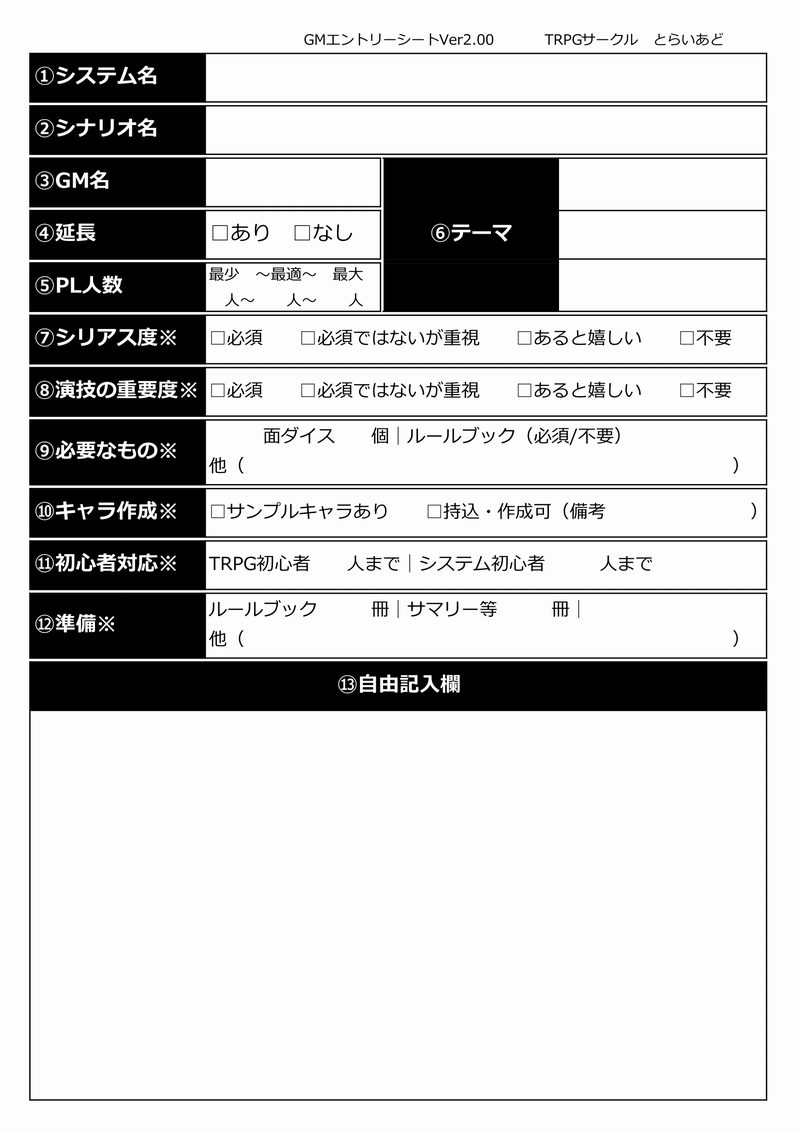 GMエントリーシートVer2.00　　　TRPGサークル　とらいあど
①システム名
②シナリオ名
③GM名
④延長　□あり　□なし
⑥テーマ
⑤PL人数　最少　～最適～　最大
人～　　人～　　人
⑦シリアス度※　□必須　　□必須ではないが重視　　□あると嬉しい　　□不要
⑧演技の重要度※　□必須　　□必須ではないが重視　　□あると嬉しい　　□不要
⑨必要なもの※　　　　面ダイス　　個｜ルールブック（必須/不要）
他（　　　　　　　　　　　　　　　　　　　　　　　　　　　）
⑩キャラ作成※　□サンプルキャラあり　　□持込・作成可（備考　　　　　　　　）
⑪初心者対応※　TRPG初心者　　人まで｜システム初心者　　　人まで
⑫準備※　ルールブック　　　冊｜サマリー等　　　冊｜
他（　　　　　　　　　　　　　　　　　　　　　　　　　　　）
⑬自由記入欄